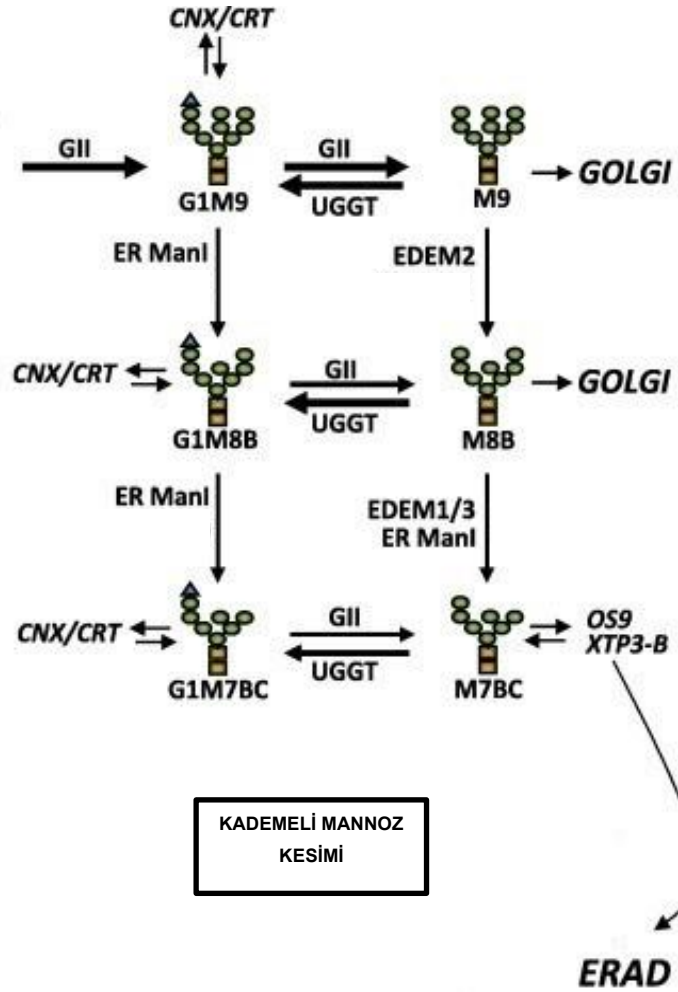 CNX/CRT
GII
G1M9
GII
UGGT
M9
GOLGI
ER ManI
EDEM2
CNX/CRT
G1M8B
GII
UGGT
M8B
GOLGI
ER ManI
EDEM1/3
ER ManI
CNX/CRT
G1M7BC
GII
UGGT
M7BC
OS9
XTP3-B
KADEMELİ MANNOZ
KESİMİ
ERAD